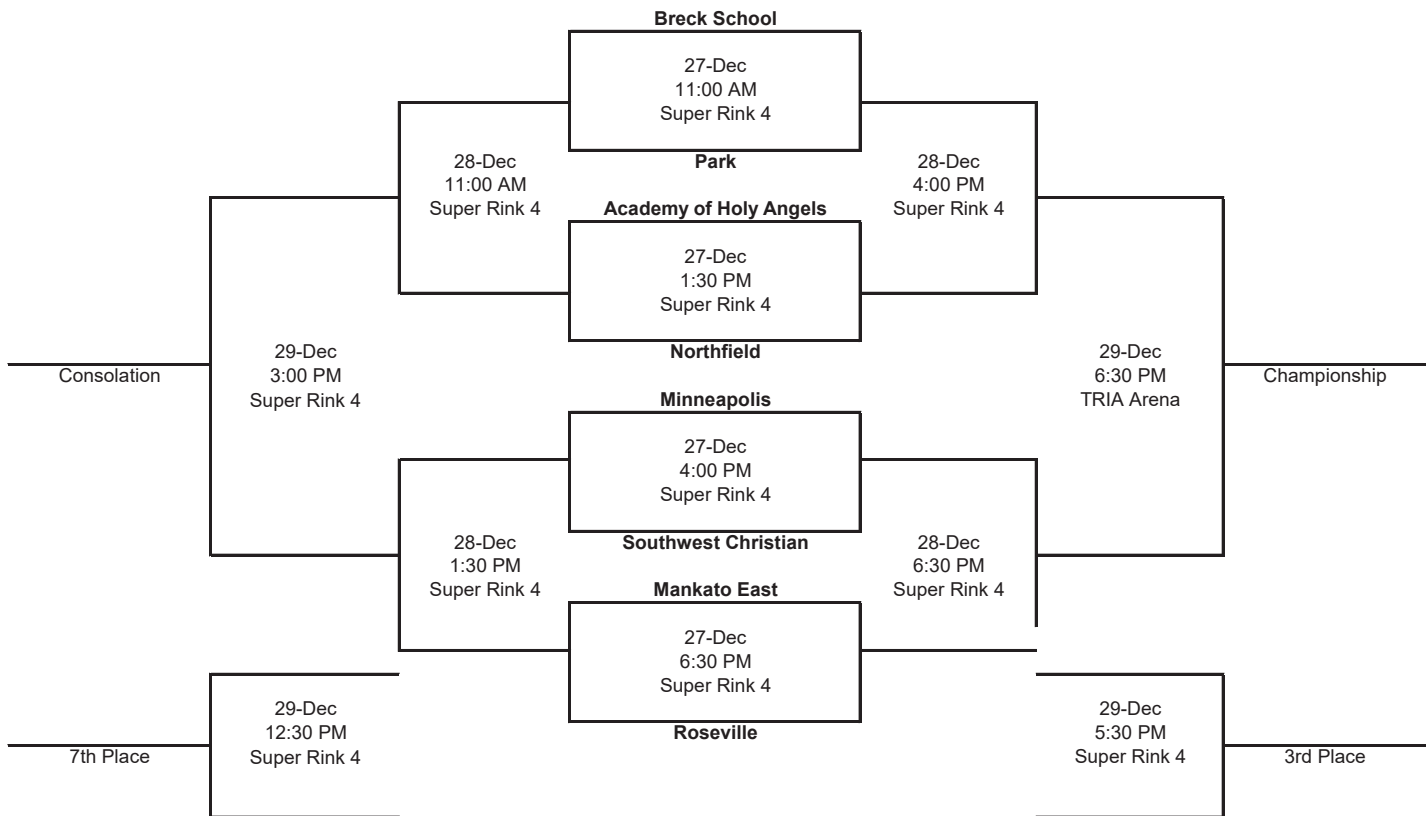 Breck School
27-Dec
11:00 AM
Super Rink 4
Park
28-Dec
11:00 AM
Super Rink 4
28-Dec
4:00 PM
Super Rink 4
Academy of Holy Angels
27-Dec
1:30 PM
Super Rink 4
Northfield
29-Dec
3:00 PM
Super Rink 4
Consolation
29-Dec
6:30 PM
TRIA Arena
Championship
Minneapolis
27-Dec
4:00 PM
Super Rink 4
Southwest Christian
28-Dec
1:30 PM
Super Rink 4
28-Dec
6:30 PM
Super Rink 4
Mankato East
27-Dec
6:30 PM
Super Rink 4
Roseville
29-Dec
12:30 PM
Super Rink 4
7th Place
29-Dec
5:30 PM
Super Rink 4
3rd Place